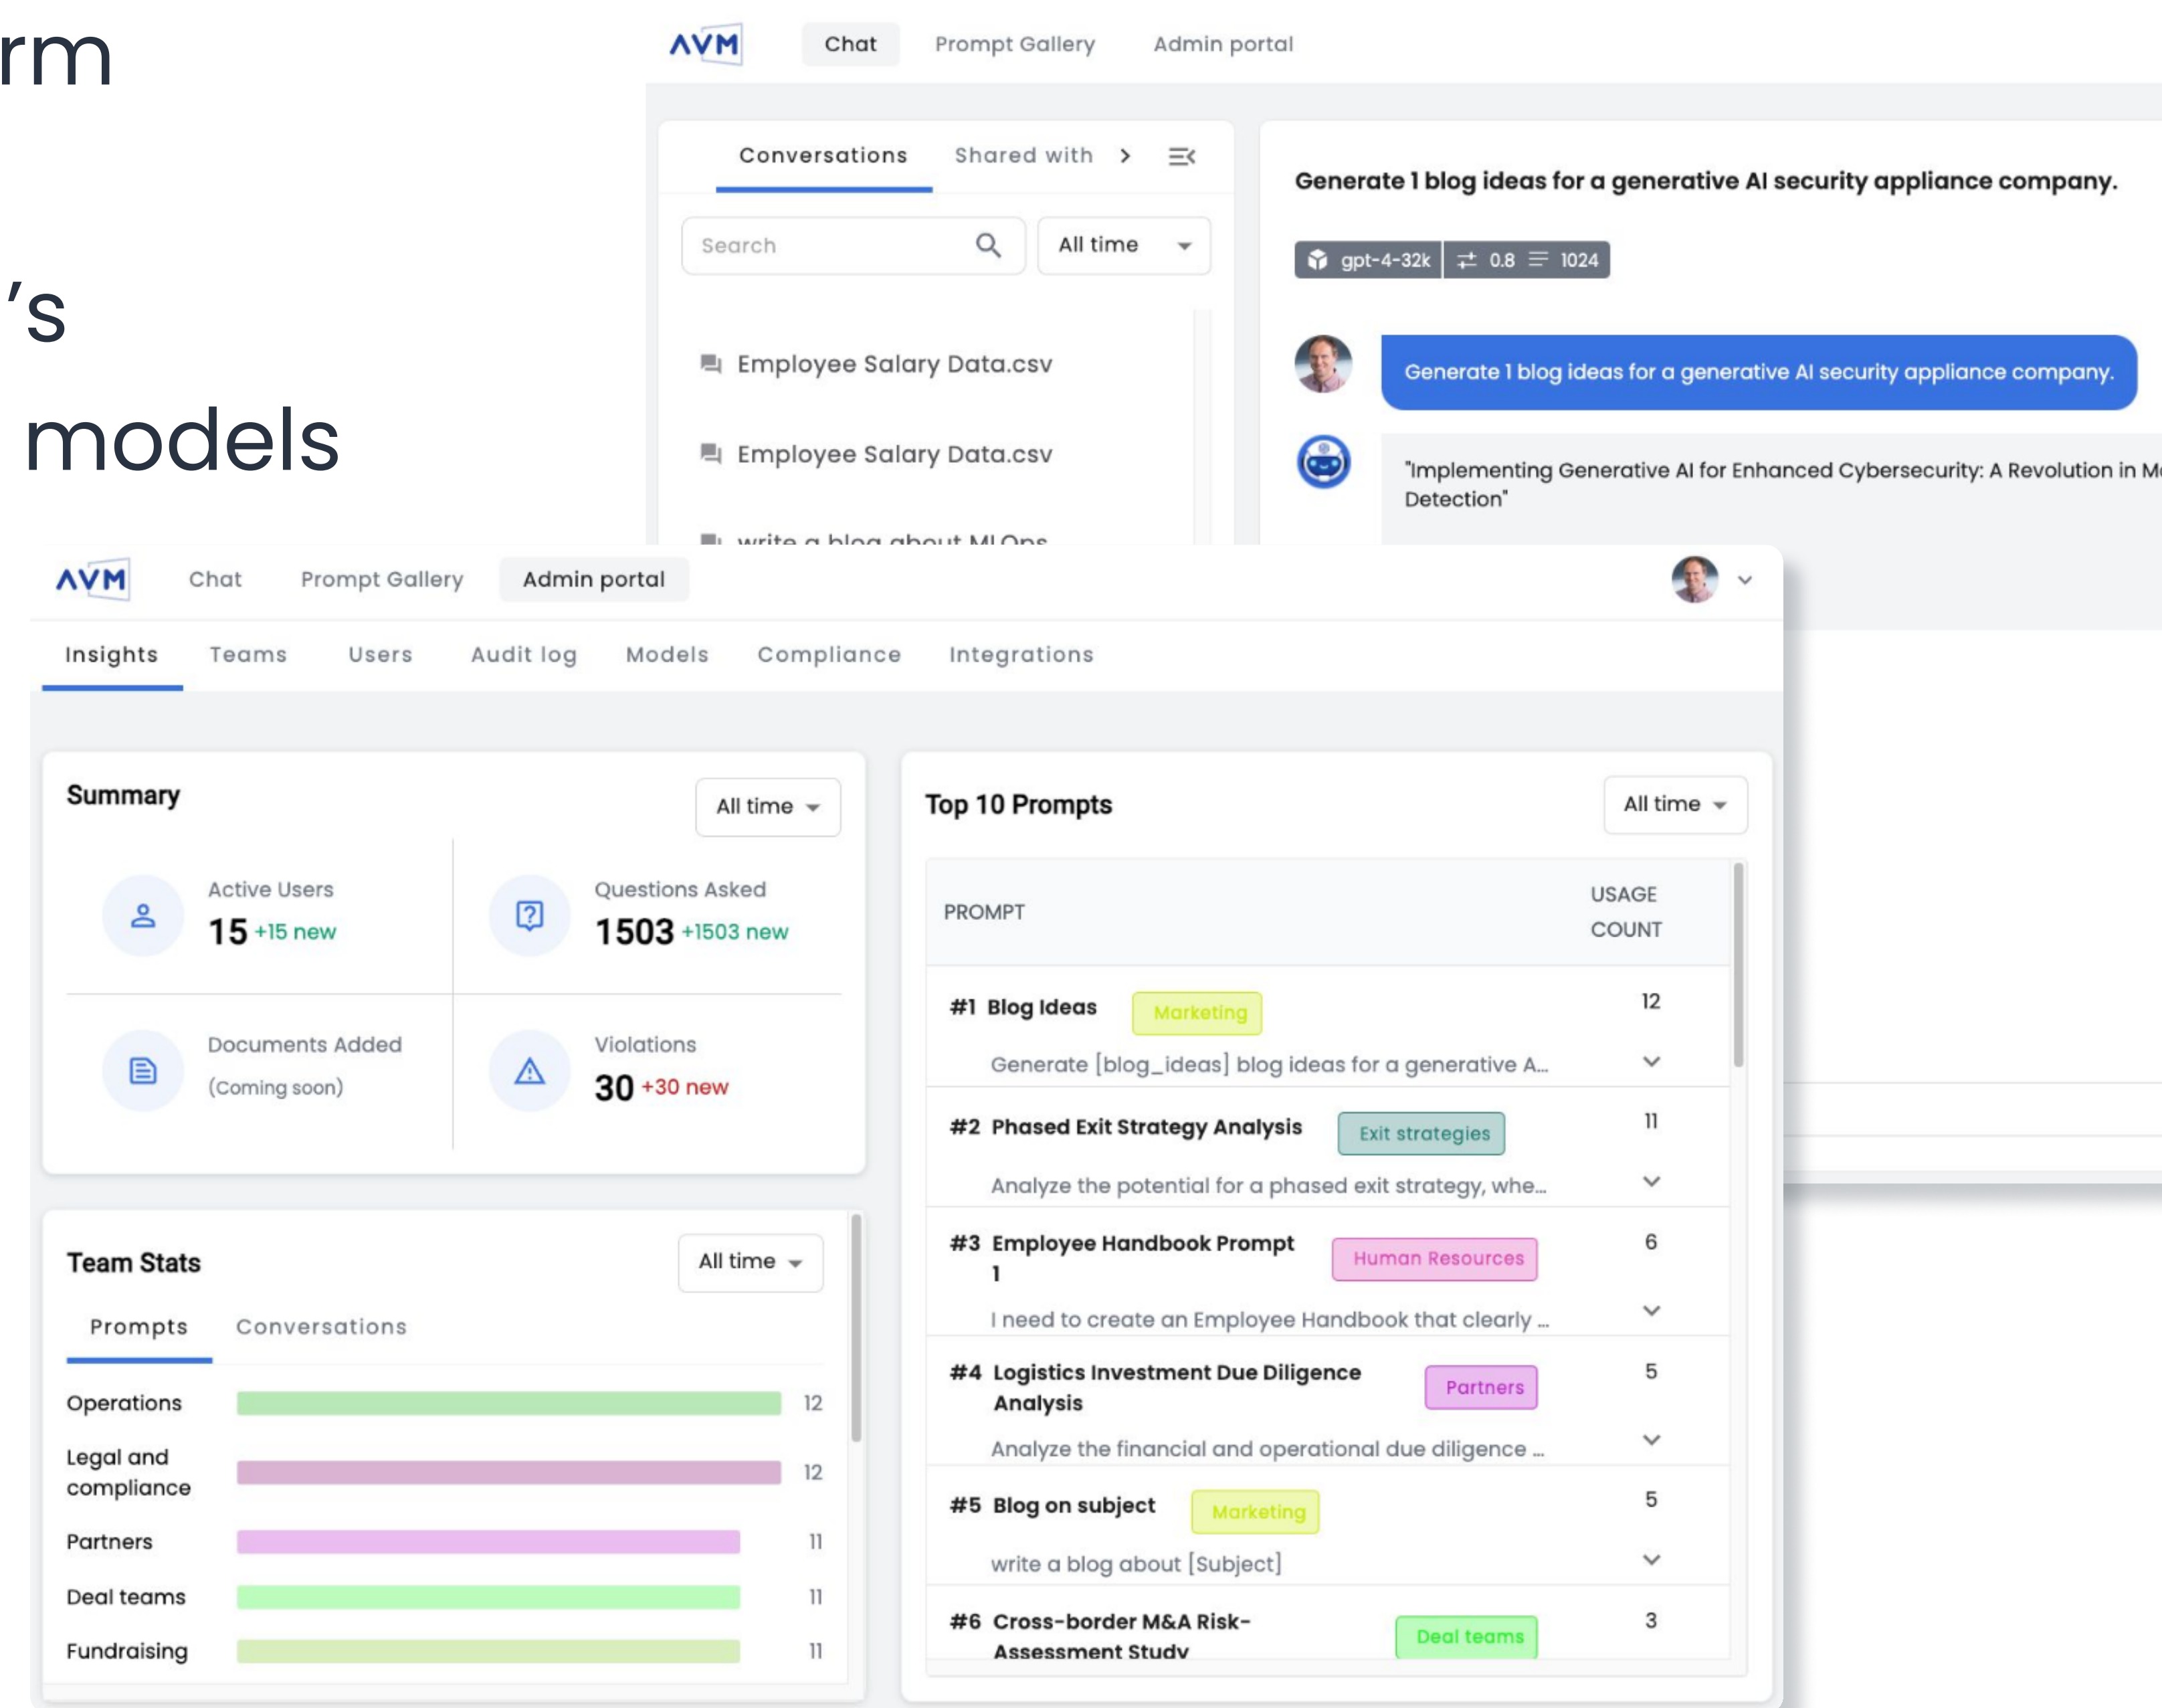 rm
's
models
AVM
Chat
Prompt Gallery
Admin portal
Conversations
Shared with
Search
All time
Employee Salary Data.csv
Employee Salary Data.csv
write a blog about MLOps
Generate 1 blog ideas for a generative AI security appliance company.
gpt-4-32k 0.8 1024
Generate 1 blog ideas for a generative AI security appliance company.
"Implementing Generative AI for Enhanced Cybersecurity: A Revolution in
Detection"
AVM
Chat
Prompt Gallery
Admin portal
Insights
Teams
Users
Audit log
Models
Compliance
Integrations
Summary
All time
Active Users
15 +15 new
Questions Asked
1503 +1503 new
Documents Added
(Coming soon)
Violations
30 +30 new
Team Stats
All time
Prompts
Conversations
Operations 12
Legal and
compliance 12
Partners 11
Deal teams 11
Fundraising 11
Top 10 Prompts
All time
PROMPT
USAGE
COUNT
#1 Blog Ideas Marketing 12
Generate [blog_ideas] blog ideas for a generative A...
#2 Phased Exit Strategy Analysis Exit strategies 11
Analyze the potential for a phased exit strategy, whe...
#3 Employee Handbook Prompt
1 Human Resources 6
I need to create an Employee Handbook that clearly ...
#4 Logistics Investment Due Diligence
Analysis Partners 5
Analyze the financial and operational due diligence ...
#5 Blog on subject Marketing 5
write a blog about [Subject]
#6 Cross-border M&A Risk-
Assessment Study Deal teams 3